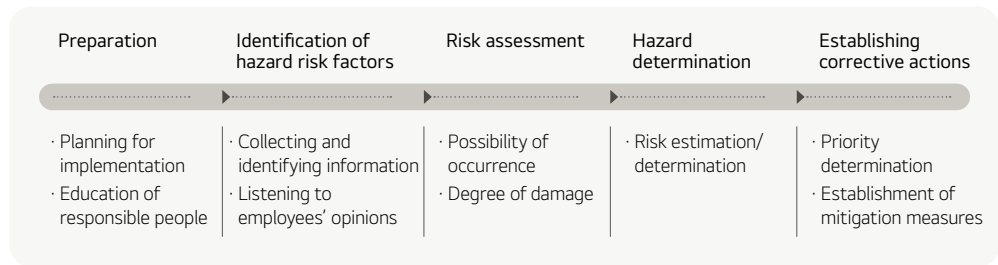 Preparation
Identification of
hazard risk factors
Risk assessment
Hazard
determination
Establishing
corrective actions
· Planning for
implementation
· Education of
responsible people
· Collecting and
identifying information
· Listening to
employees’ opinions
· Possibility of
occurrence
· Degree of damage
· Risk estimation/
determination
· Priority
determination
· Establishment of
mitigation measures